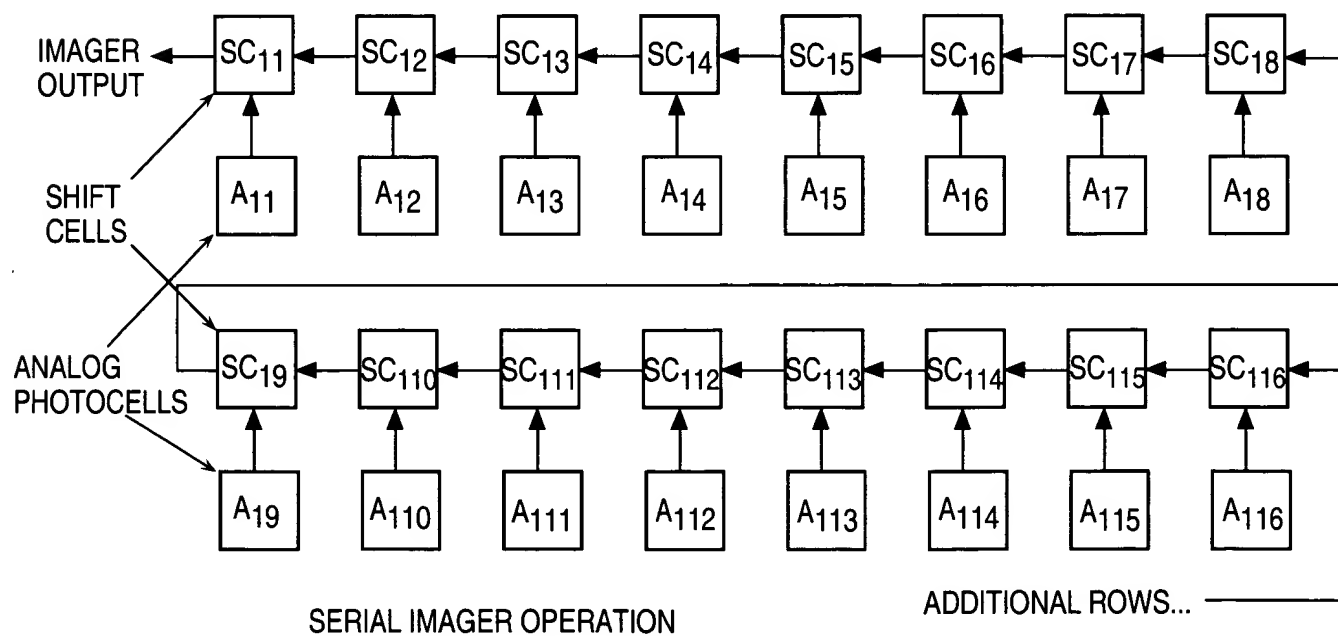 IMAGER
OUTPUT
SC11 SC12 SC13 SC14 SC15 SC16 SC17 SC18
A11 A12 A13 A14 A15 A16 A17 A18
SHIFT
CELLS
ANALOG
PHOTOCELLS
SC19 SC110 SC111 SC112 SC113 SC114 SC115 SC116
A19 A110 A111 A112 A113 A114 A115 A116
SERIAL IMAGER OPERATION
ADDITIONAL ROWS...